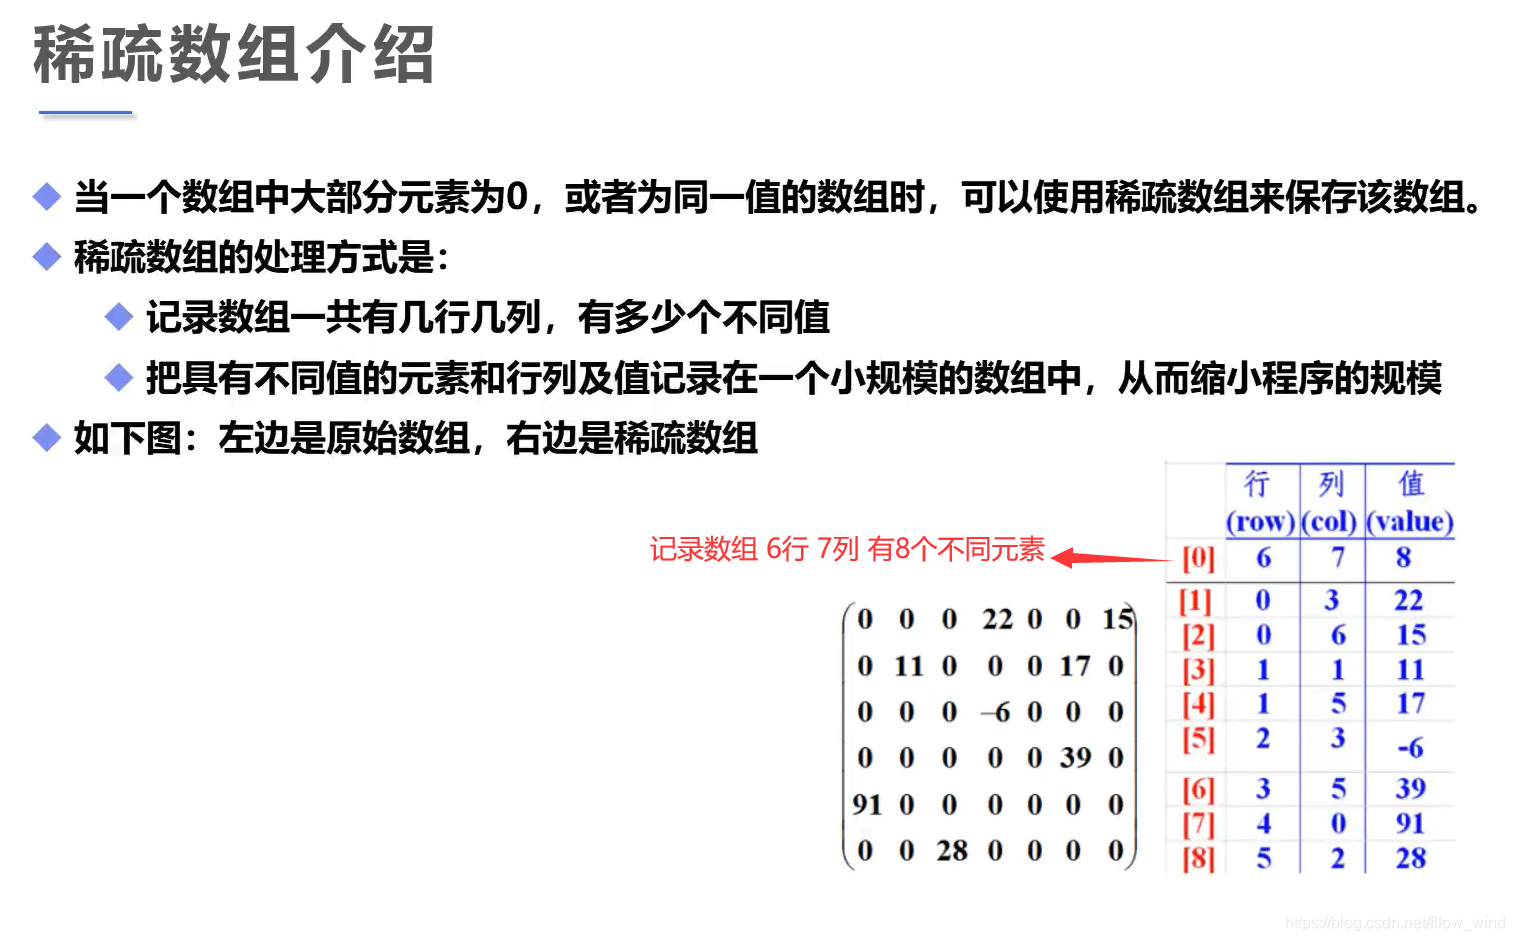 稀疏数组介绍
当一个数组中大部分元素为0，或者为同一值的数组时，可以使用稀疏数组来保存该数组。
稀疏数组的处理方式是：
记录数组一共有几行几列，有多少个不同值
把具有不同值的元素和行列及值记录在一个小规模的数组中，从而缩小程序的规模
如下图：左边是原始数组，右边是稀疏数组
记录数组 6行 7列 有8个不同元素
0 0 0 22 0 0 15
0 11 0 0 0 17 0
0 0 0 –6 0 0 0
0 0 0 0 0 39 0
91 0 0 0 0 0 0
0 0 28 0 0 0 0
行 列 值
(row) (col) (value)
[0] 6 7 8
[1] 0 3 22
[2] 0 6 15
[3] 1 1 11
[4] 1 5 17
[5] 2 3 -6
[6] 3 5 39
[7] 4 0 91
[8] 5 2 28
https://blog.csdn.net/fllow_wind